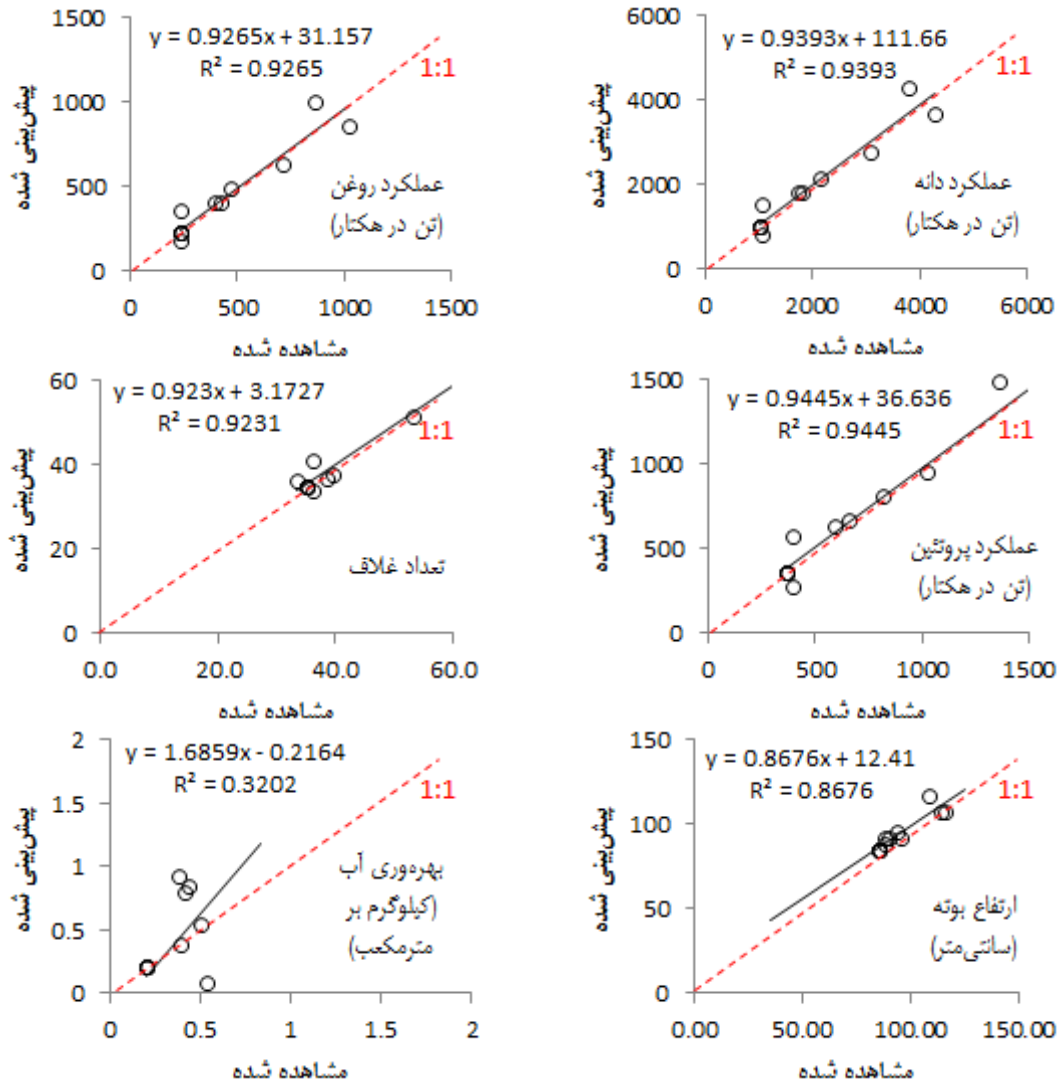 1500
1000
500
0
0
500
1000
1500
y = 0.9265x + 31.157
R² = 0.9265
1:1
عملکرد روغن
(تن در هکتار)
پیش‌بینی شده
مشاهده شده
6000
4000
2000
0
0
2000
4000
6000
y = 0.9393x + 111.66
R² = 0.9393
1:1
عملکرد دانه
(تن در هکتار)
پیش‌بینی شده
مشاهده شده
60
40
20
0
0.0
20.0
40.0
60.0
y = 0.923x + 3.1727
R² = 0.9231
1:1
تعداد غلاف
پیش‌بینی شده
مشاهده شده
1500
1000
500
0
0
500
1000
1500
y = 0.9445x + 36.636
R² = 0.9445
1:1
عملکرد پروتئین
(تن در هکتار)
پیش‌بینی شده
مشاهده شده
2
1.5
1
0.5
0
0
0.5
1
1.5
2
y = 1.6859x - 0.2164
R² = 0.3202
1:1
بهره‌وری آب
(کیلوگرم بر
مترمکعب)
پیش‌بینی شده
مشاهده شده
150
100
50
0
0.00
50.00
100.00
150.00
y = 0.8676x + 12.41
R² = 0.8676
1:1
ارتفاع بوته
(سانتی‌متر)
پیش‌بینی شده
مشاهده شده